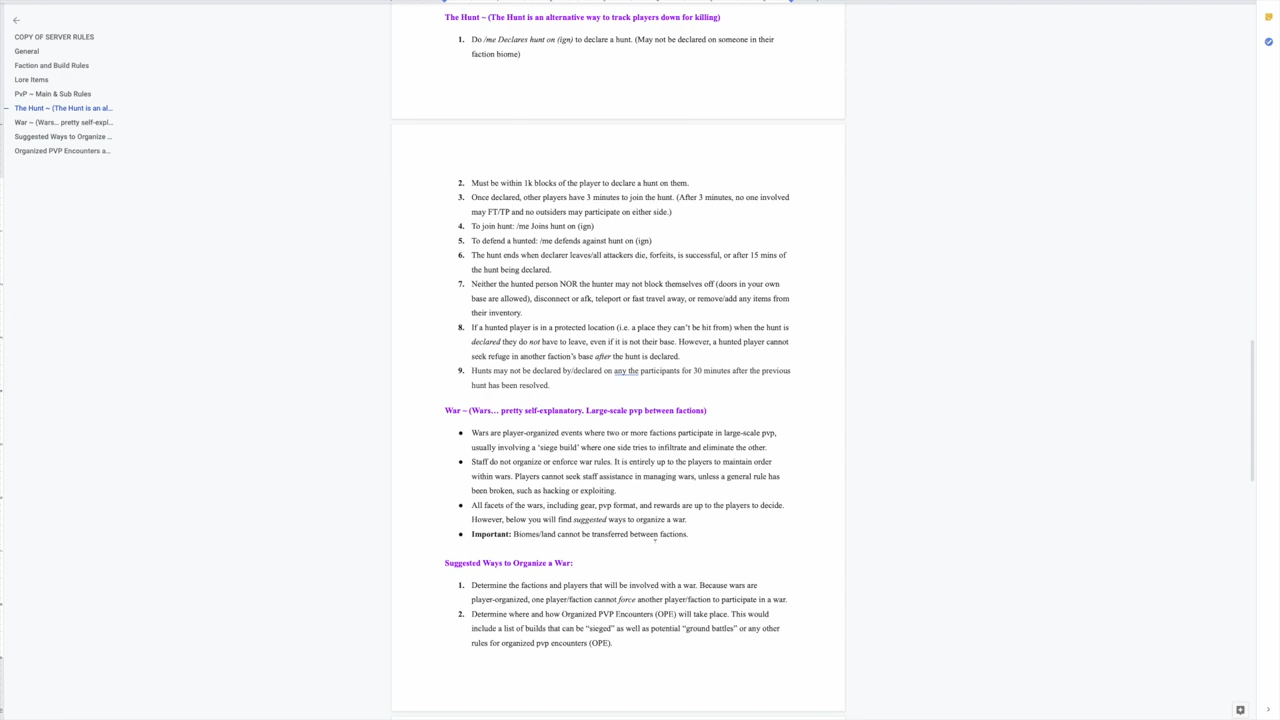 COPY OF SERVER RULES
General
Faction and Build Rules
Lore Items
PvP ~ Main & Sub Rules
The Hunt ~ (The Hunt is an al...
War ~ (Wars... pretty self-expl...
Suggested Ways to Organize ...
Organized PVP Encounters a...
The Hunt ~ (The Hunt is an alternative way to track players down for killing)
1. Do /me Declares hunt on (ign) to declare a hunt. (May not be declared on someone in their
faction biome)
2. Must be within 1k blocks of the player to declare a hunt on them.
3. Once declared, other players have 3 minutes to join the hunt. (After 3 minutes, no one involved
may FT/TP and no outsiders may participate on either side.)
4. To join hunt: /me Joins hunt on (ign)
5. To defend a hunted: /me defends against hunt on (ign)
6. The hunt ends when declarer leaves/all attackers die, forfeits, is successful, or after 15 mins of
the hunt being declared.
7. Neither the hunted person NOR the hunter may not block themselves off (doors in your own
base are allowed), disconnect or afk, teleport or fast travel away, or remove/add any items from
their inventory.
8. If a hunted player is in a protected location (i.e. a place they can't be hit from) when the hunt is
declared they do not have to leave, even if it is not their base. However, a hunted player cannot
seek refuge in another faction's base after the hunt is declared.
9. Hunts may not be declared by/declared on any the participants for 30 minutes after the previous
hunt has been resolved.
War ~ (Wars… pretty self-explanatory. Large-scale pvp between factions)
● Wars are player-organized events where two or more factions participate in large-scale pvp,
usually involving a 'siege build' where one side tries to infiltrate and eliminate the other.
● Staff do not organize or enforce war rules. It is entirely up to the players to maintain order
within wars. Players cannot seek staff assistance in managing wars, unless a general rule has
been broken, such as hacking or exploiting.
● All facets of the wars, including gear, pvp format, and rewards are up to the players to decide.
However, below you will find suggested ways to organize a war.
● Important: Biomes/land cannot be transferred between factions.
Suggested Ways to Organize a War:
1. Determine the factions and players that will be involved with a war. Because wars are
player-organized, one player/faction cannot force another player/faction to participate in a war.
2. Determine where and how Organized PVP Encounters (OPE) will take place. This would
include a list of builds that can be "sieged" as well as potential "ground battles" or any other
rules for organized pvp encounters (OPE).